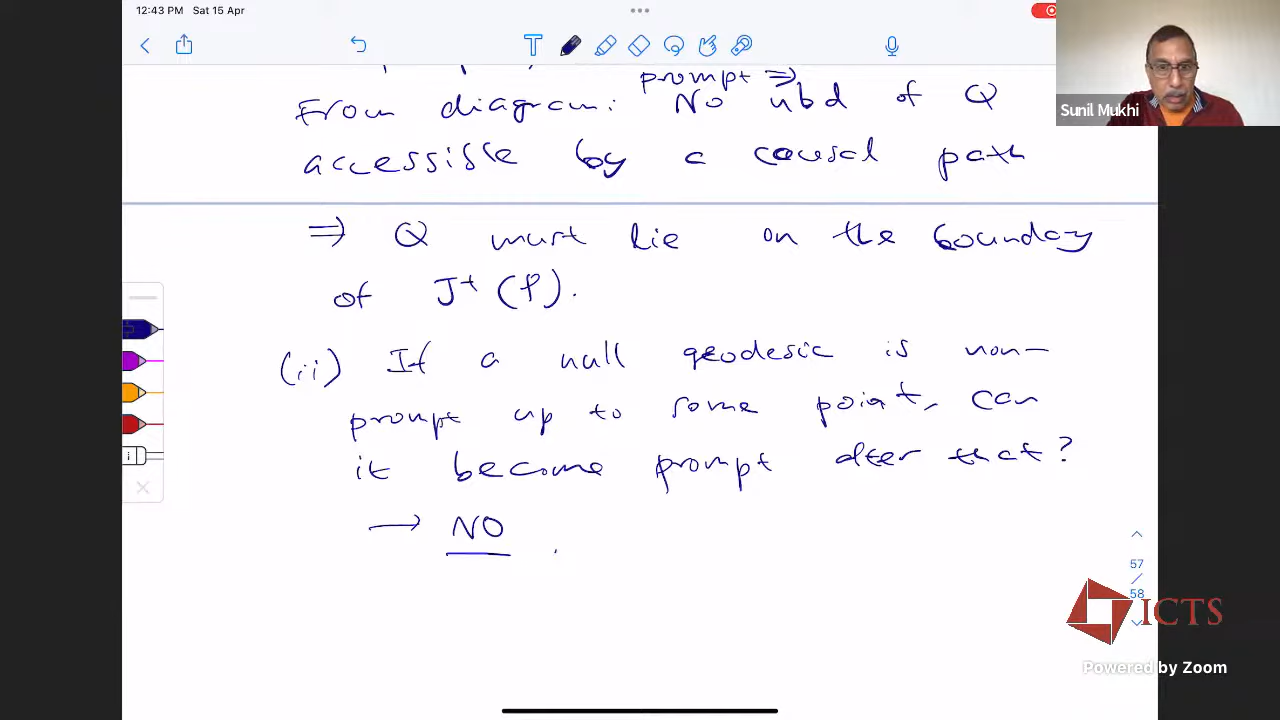 12:43 PM Sat 15 Apr
Sunil Mukhi
prompt ⇒
From diagram: No nbd of Q
accessible by a causal path
⇒ Q must lie on the boundary
of J+ (P).
(ii) If a null geodesic is non-
prompt up to some point, can
it become prompt after that?
→ NO
57
/
58
ICTS
Powered by Zoom